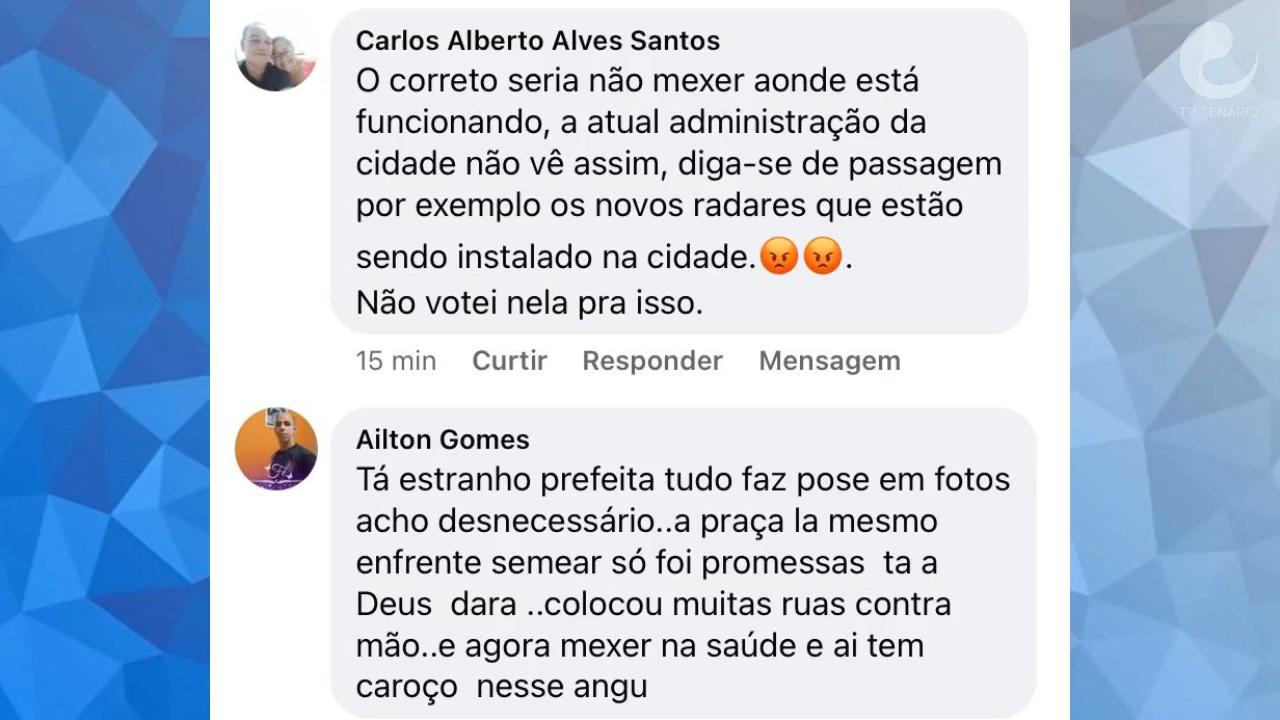 Carlos Alberto Alves Santos
O correto seria não mexer aonde está
funcionando, a atual administração da
cidade não vê assim, diga-se de passagem
por exemplo os novos radares que estão
sendo instalado na cidade.😡😡.
Não votei nela pra isso.
15 min Curtir Responder Mensagem
Ailton Gomes
Tá estranho prefeita tudo faz pose em fotos
acho desnecessário..a praça la mesmo
enfrente semear só foi promessas  ta a
Deus  dara ..colocou muitas ruas contra
mão..e agora mexer na saúde e ai tem
caroço  nesse angu
TV CENÁRIO